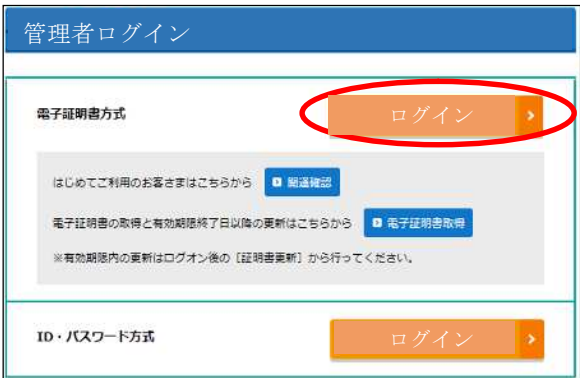 管理者ログイン
電子証明書方式 ログイン
はじめてご利用のお客さまはこちらから 開通確認
電子証明書の取得と有効期限終了日以降の更新はこちらから 電子証明書取得
※有効期限内の更新はログオン後の［証明書更新］から行ってください。
ID・パスワード方式 ログイン